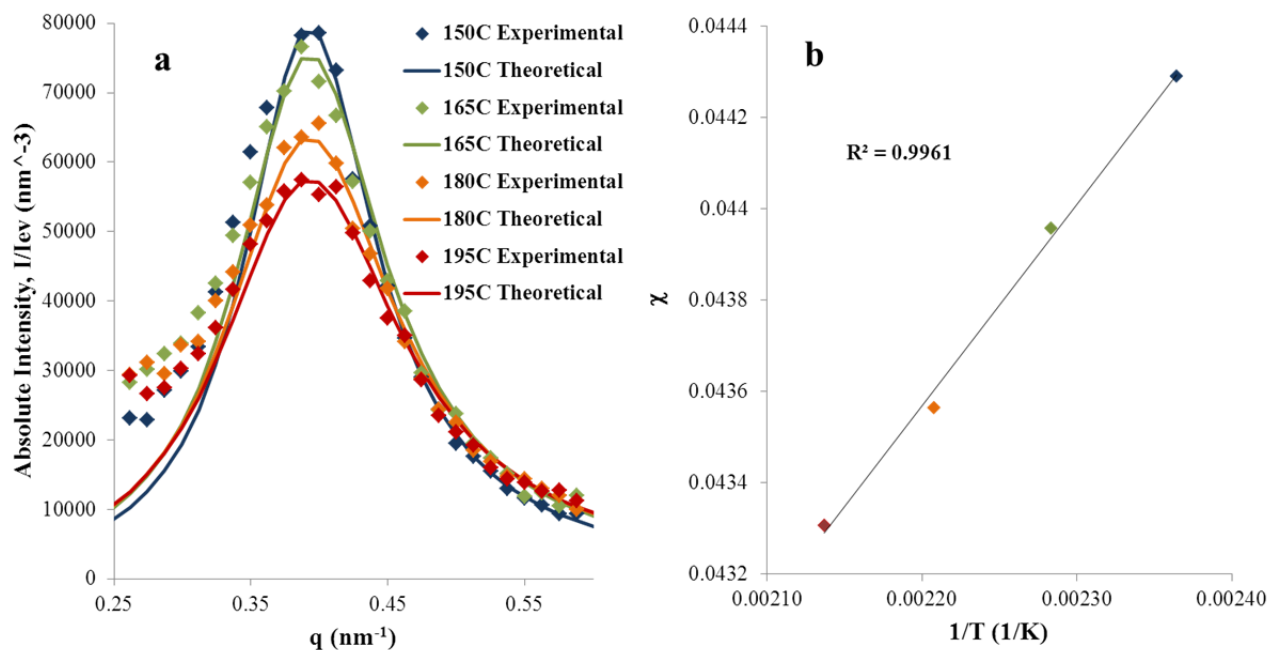 a
80000
70000
60000
50000
40000
30000
20000
10000
0
0.25
0.35
0.45
0.55
Absolute Intensity, I/Iev (nm^-3)
q (nm⁻¹)
150C Experimental
150C Theoretical
165C Experimental
165C Theoretical
180C Experimental
180C Theoretical
195C Experimental
195C Theoretical
b
0.0444
0.0442
0.044
0.0438
0.0436
0.0434
0.0432
0.00210
0.00220
0.00230
0.00240
χ
R² = 0.9961
1/T (1/K)